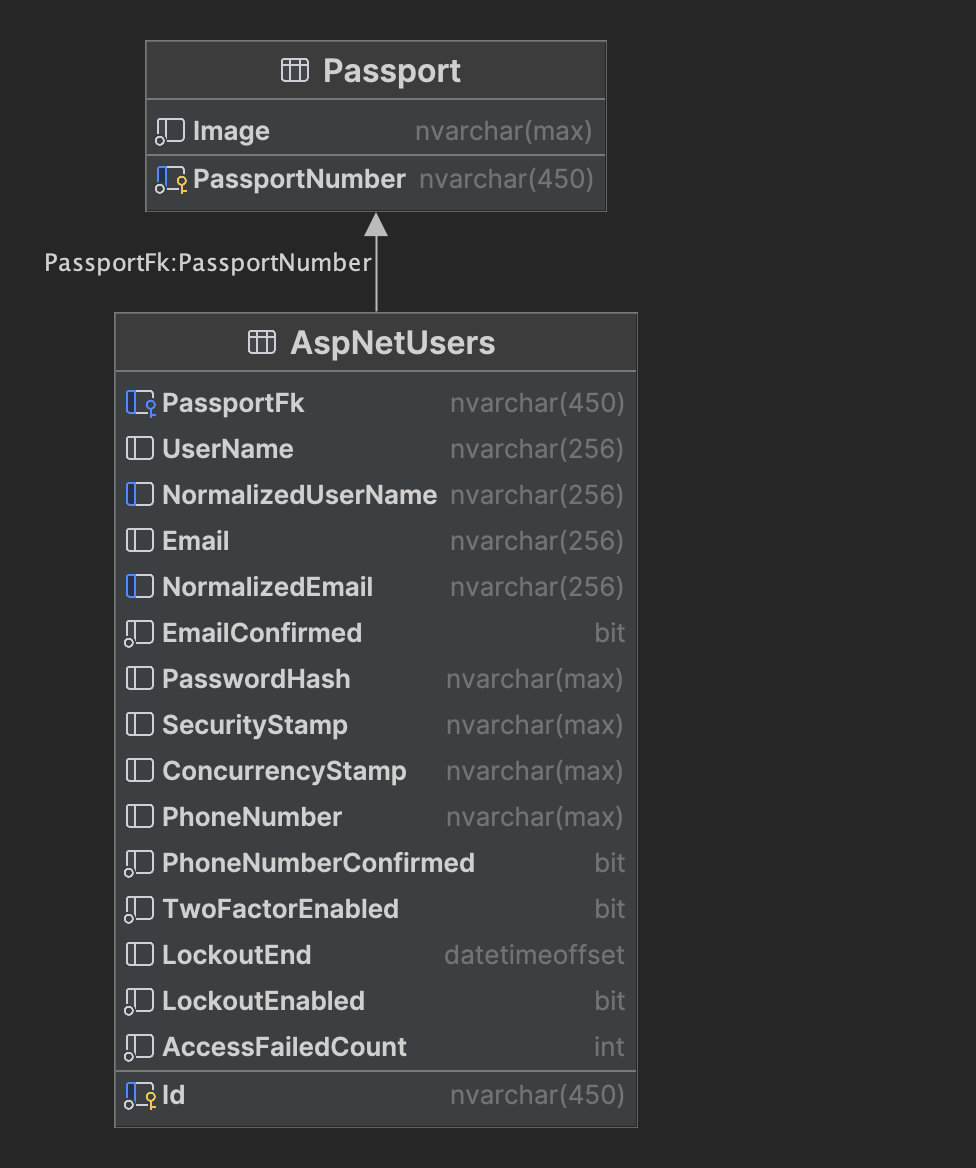 Passport
Image nvarchar(max)
PassportNumber nvarchar(450)
PassportFk:PassportNumber
AspNetUsers
PassportFk nvarchar(450)
UserName nvarchar(256)
NormalizedUserName nvarchar(256)
Email nvarchar(256)
NormalizedEmail nvarchar(256)
EmailConfirmed bit
PasswordHash nvarchar(max)
SecurityStamp nvarchar(max)
ConcurrencyStamp nvarchar(max)
PhoneNumber nvarchar(max)
PhoneNumberConfirmed bit
TwoFactorEnabled bit
LockoutEnd datetimeoffset
LockoutEnabled bit
AccessFailedCount int
Id nvarchar(450)